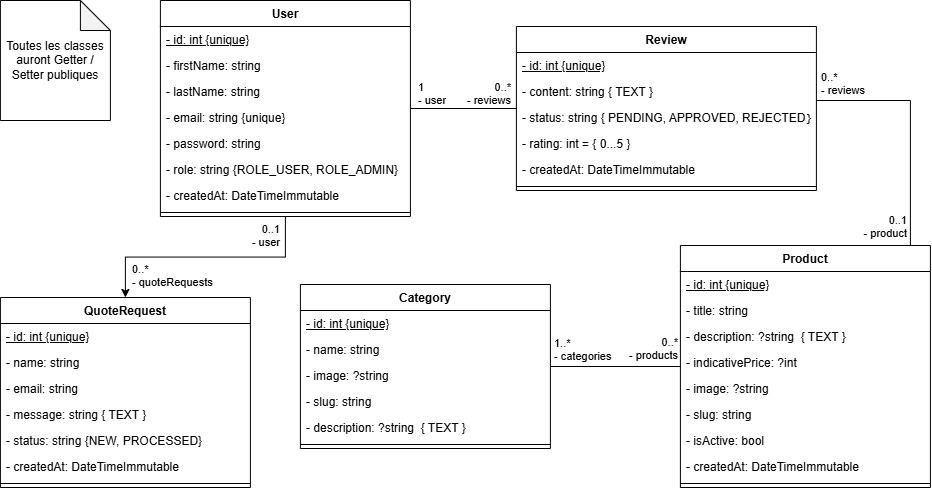 Toutes les classes
auront Getter /
Setter publiques
User
- id: int {unique}
- firstName: string
- lastName: string
- email: string {unique}
- password: string
- role: string {ROLE_USER, ROLE_ADMIN}
- createdAt: DateTimeImmutable
1
- user
0..*
- reviews
Review
- id: int {unique}
- content: string { TEXT }
- status: string { PENDING, APPROVED, REJECTED}
- rating: int = { 0...5 }
- createdAt: DateTimeImmutable
0..*
- reviews
0..1
- product
0..1
- user
0..*
- quoteRequests
QuoteRequest
- id: int {unique}
- name: string
- email: string
- message: string { TEXT }
- status: string {NEW, PROCESSED}
- createdAt: DateTimeImmutable
Category
- id: int {unique}
- name: string
- image: ?string
- slug: string
- description: ?string  { TEXT }
1..*
- categories
0..*
- products
Product
- id: int {unique}
- title: string
- description: ?string  { TEXT }
- indicativePrice: ?int
- image: ?string
- slug: string
- isActive: bool
- createdAt: DateTimeImmutable